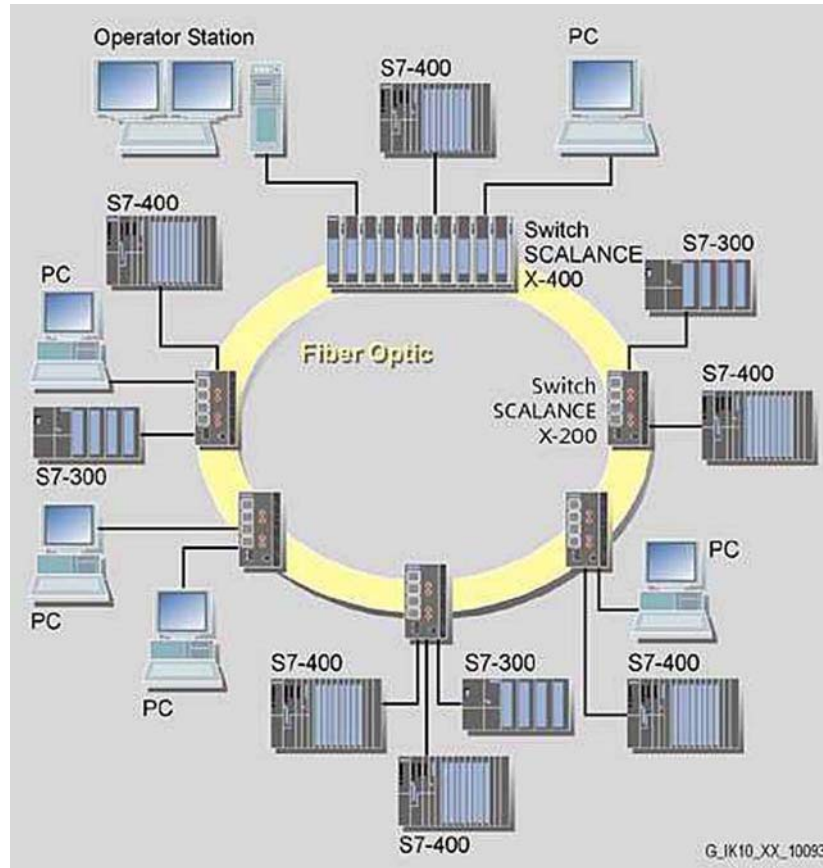 Operator Station
PC
S7-400
S7-400
Switch
SCALANCE
X-400
S7-300
PC
Fiber Optic
Switch
SCALANCE
X-200
S7-400
S7-300
PC
PC
PC
S7-400
S7-300
S7-400
S7-400
G_IK10_XX_10093